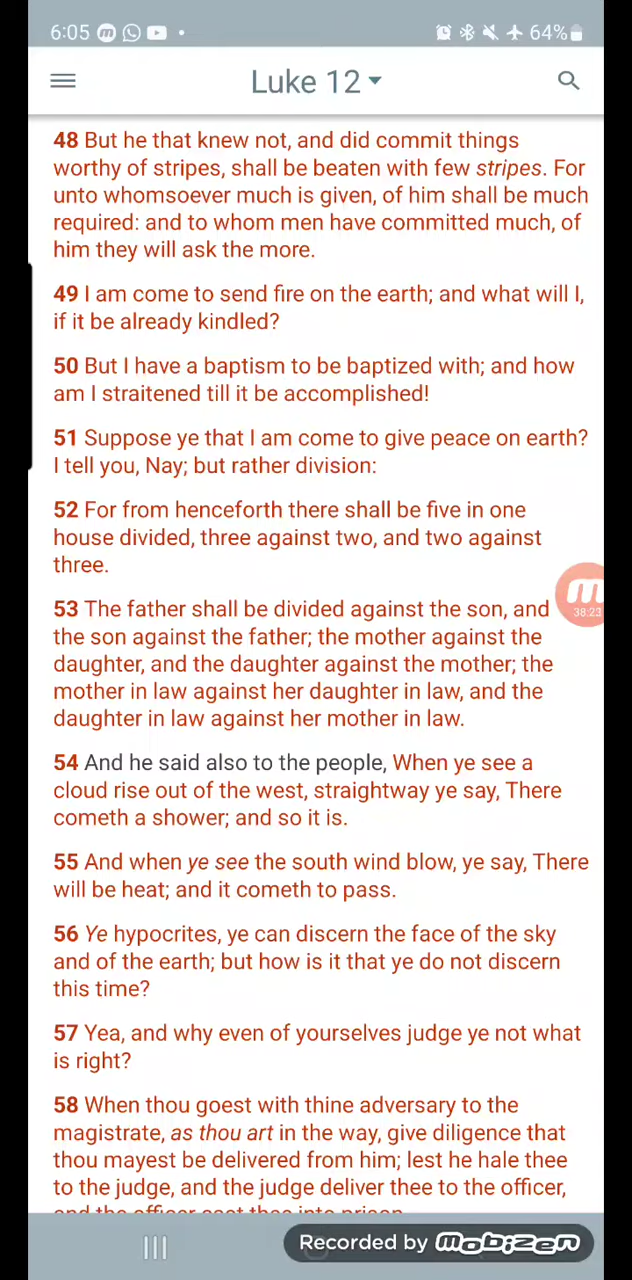 6:05 64%
Luke 12
48 But he that knew not, and did commit things
worthy of stripes, shall be beaten with few stripes. For
unto whomsoever much is given, of him shall be much
required: and to whom men have committed much, of
him they will ask the more.
49 I am come to send fire on the earth; and what will I,
if it be already kindled?
50 But I have a baptism to be baptized with; and how
am I straitened till it be accomplished!
51 Suppose ye that I am come to give peace on earth?
I tell you, Nay; but rather division:
52 For from henceforth there shall be five in one
house divided, three against two, and two against
three.
53 The father shall be divided against the son, and
the son against the father; the mother against the
daughter, and the daughter against the mother; the
mother in law against her daughter in law, and the
daughter in law against her mother in law.
38:23
54 And he said also to the people, When ye see a
cloud rise out of the west, straightway ye say, There
cometh a shower; and so it is.
55 And when ye see the south wind blow, ye say, There
will be heat; and it cometh to pass.
56 Ye hypocrites, ye can discern the face of the sky
and of the earth; but how is it that ye do not discern
this time?
57 Yea, and why even of yourselves judge ye not what
is right?
58 When thou goest with thine adversary to the
magistrate, as thou art in the way, give diligence that
thou mayest be delivered from him; lest he hale thee
to the judge, and the judge deliver thee to the officer,
and the officer cast thee into prison.
Recorded by mobizen